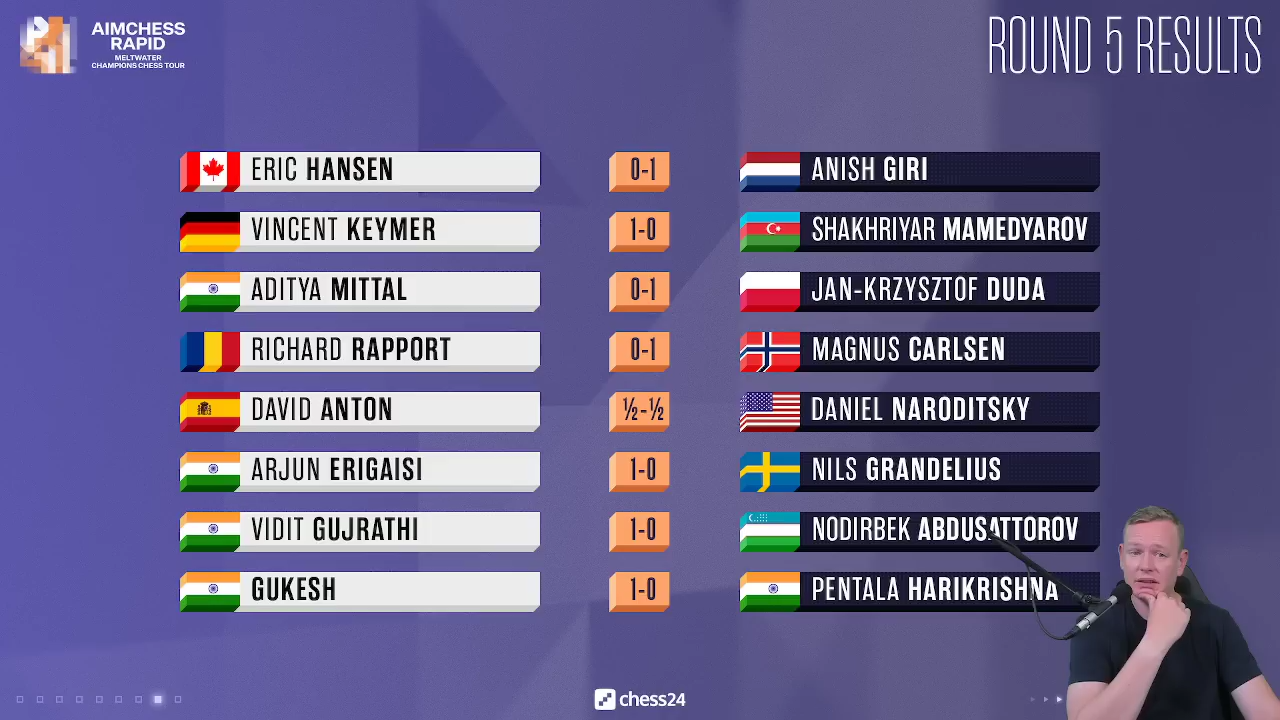 AIMCHESS
RAPID
MELTWATER
CHAMPIONS CHESS TOUR
ROUND 5 RESULTS
ERIC HANSEN 0-1 ANISH GIRI
VINCENT KEYMER 1-0 SHAKHRIYAR MAMEDYAROV
ADITYA MITTAL 0-1 JAN-KRZYSZTOF DUDA
RICHARD RAPPORT 0-1 MAGNUS CARLSEN
DAVID ANTON ½-½ DANIEL NARODITSKY
ARJUN ERIGAISI 1-0 NILS GRANDELIUS
VIDIT GUJRATHI 1-0 NODIRBEK ABDUSATTOROV
GUKESH 1-0 PENTALA HARIKRISHNA
chess24